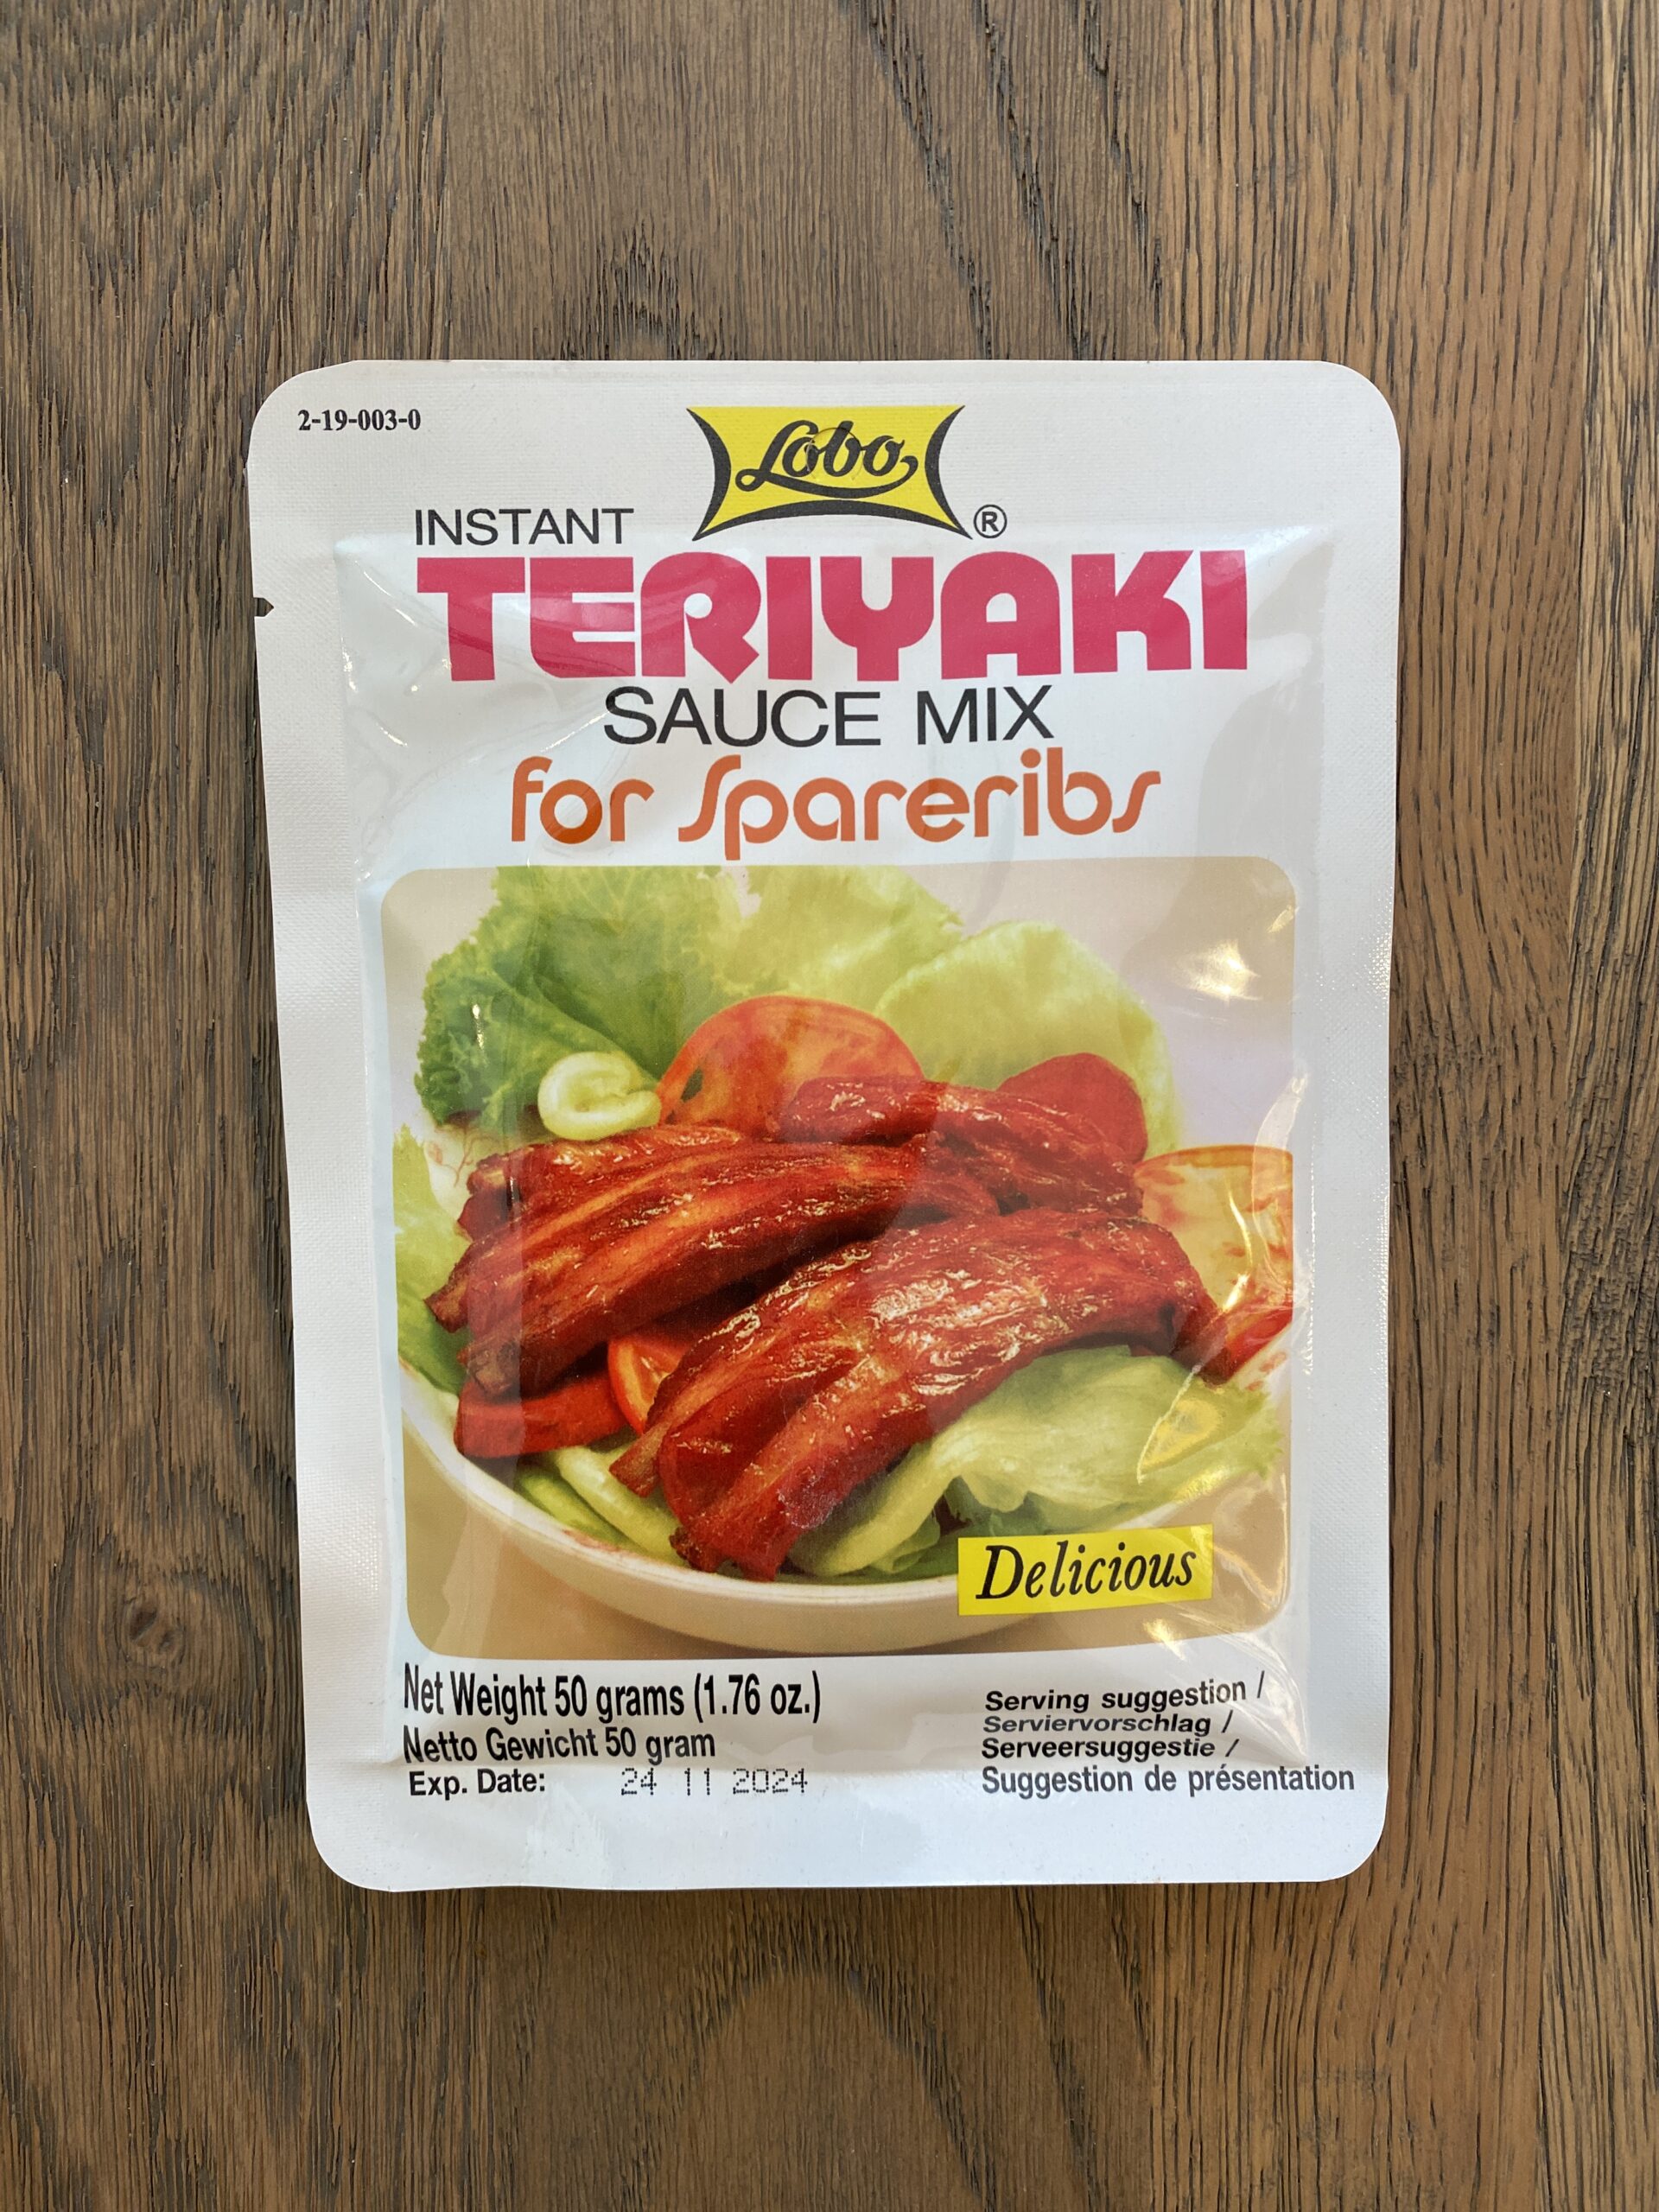 2-19-003-0
Lobo
®
INSTANT
TERIYAKI
SAUCE MIX
for Spareribs
Delicious
Net Weight 50 grams (1.76 oz.)
Netto Gewicht 50 gram
Exp. Date: 24 11 2024
Serving suggestion /
Serviervorschlag /
Serveersuggestie /
Suggestion de présentation